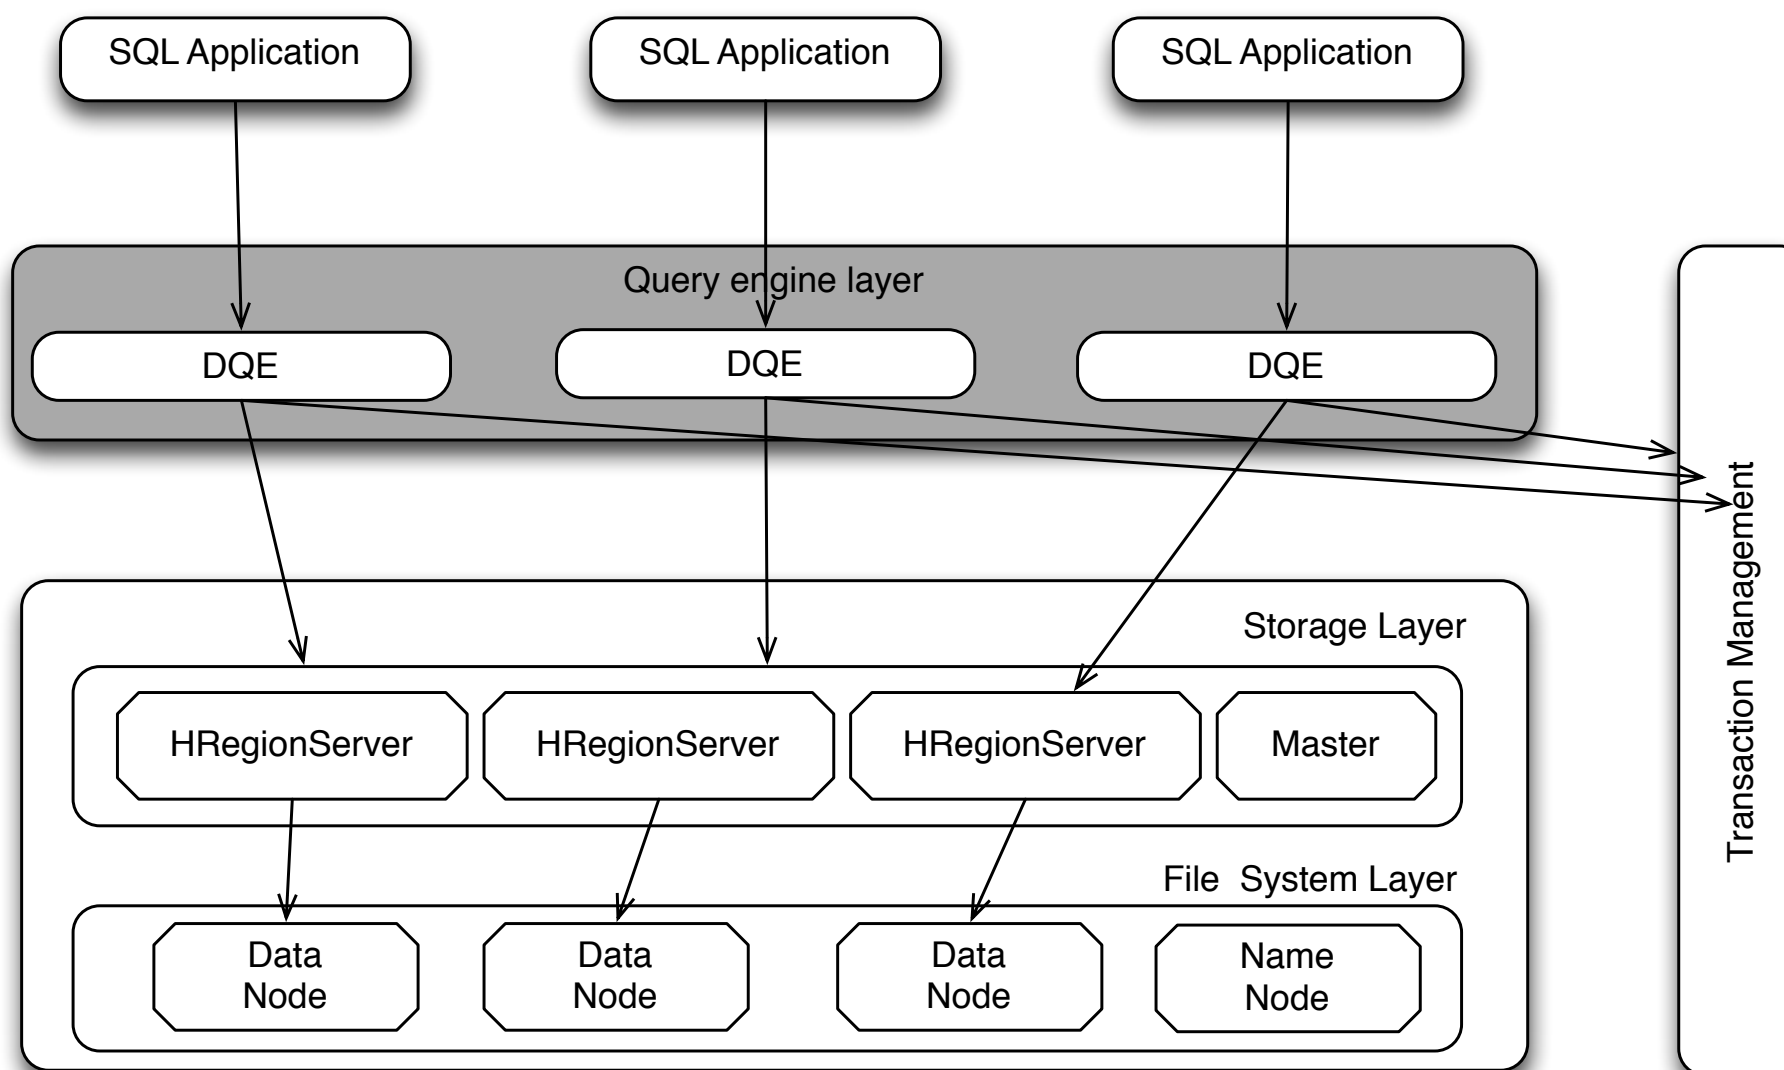 SQL Application
SQL Application
SQL Application
Query engine layer
DQE
DQE
DQE
Transaction Management
Storage Layer
HRegionServer
HRegionServer
HRegionServer
Master
File System Layer
Data
Node
Data
Node
Data
Node
Name
Node